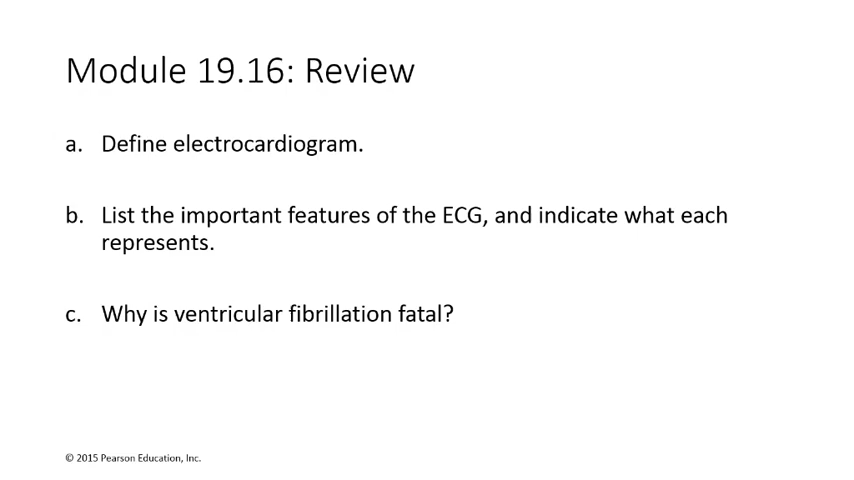 Module 19.16: Review
a. Define electrocardiogram.
b. List the important features of the ECG, and indicate what each
represents.
c. Why is ventricular fibrillation fatal?
© 2015 Pearson Education, Inc.